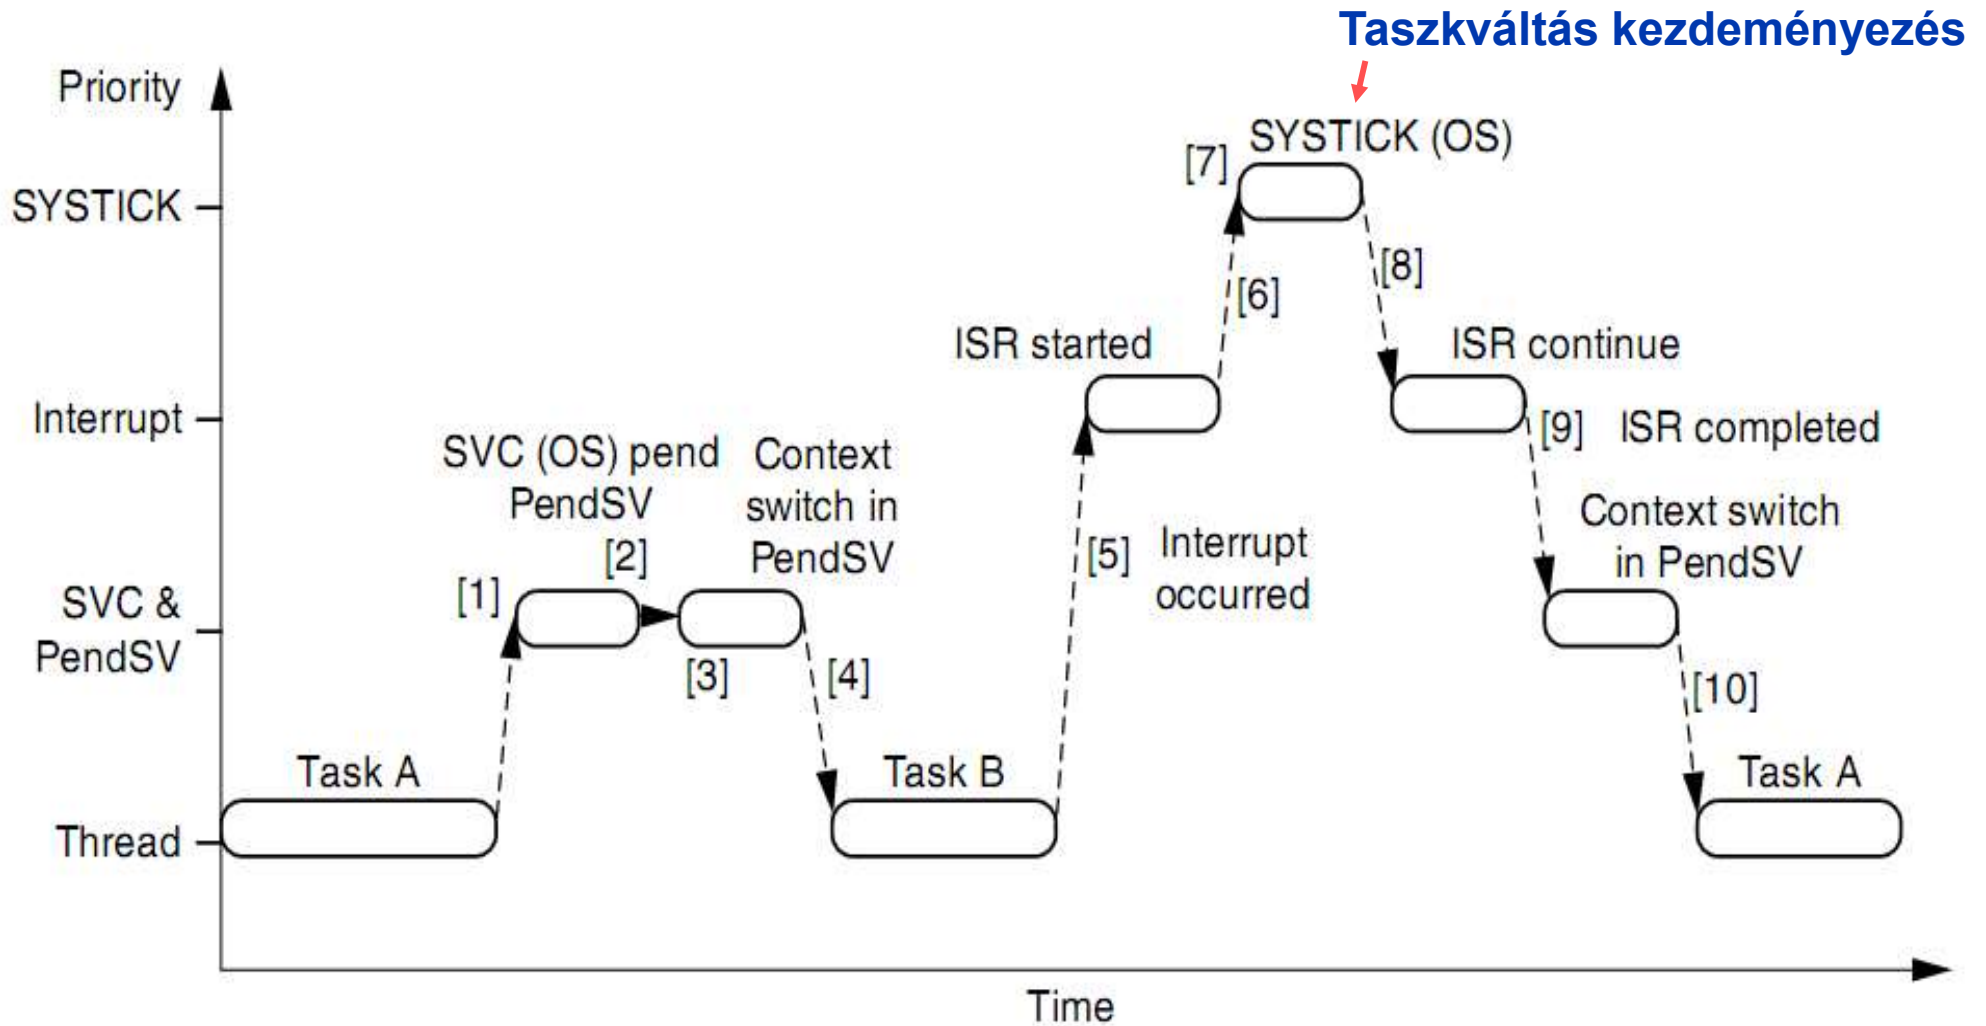 Taszkváltás kezdeményezés
Priority
SYSTICK (OS)
[7]
SYSTICK
[8]
[6]
ISR started
ISR continue
Interrupt
[9] ISR completed
SVC (OS) pend
PendSV
Context
switch in
PendSV
[2]
[5]
Interrupt
occurred
Context switch
in PendSV
[1]
SVC &
PendSV
[3]
[4]
[10]
Task A
Task B
Task A
Thread
Time